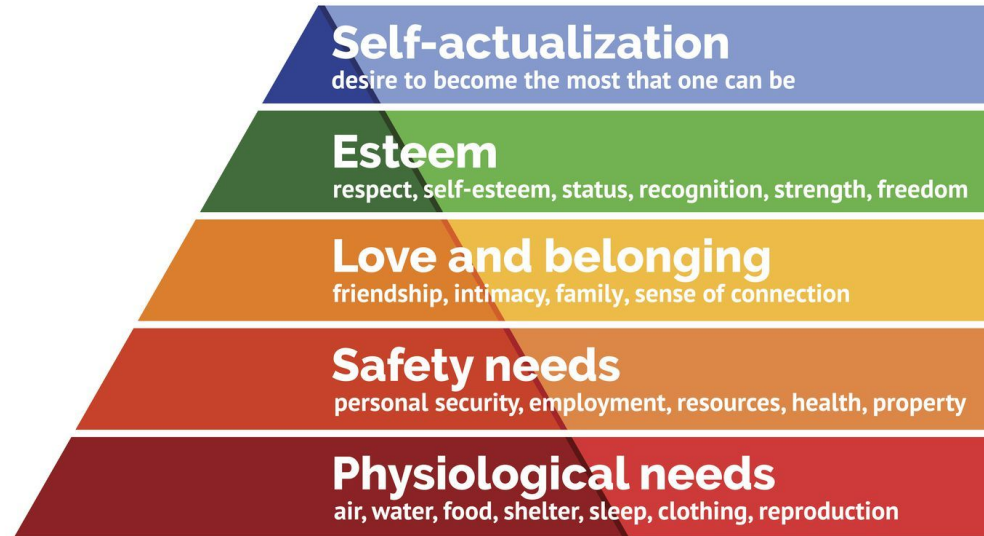 Self-actualization
desire to become the most that one can be
Esteem
respect, self-esteem, status, recognition, strength, freedom
Love and belonging
friendship, intimacy, family, sense of connection
Safety needs
personal security, employment, resources, health, property
Physiological needs
air, water, food, shelter, sleep, clothing, reproduction